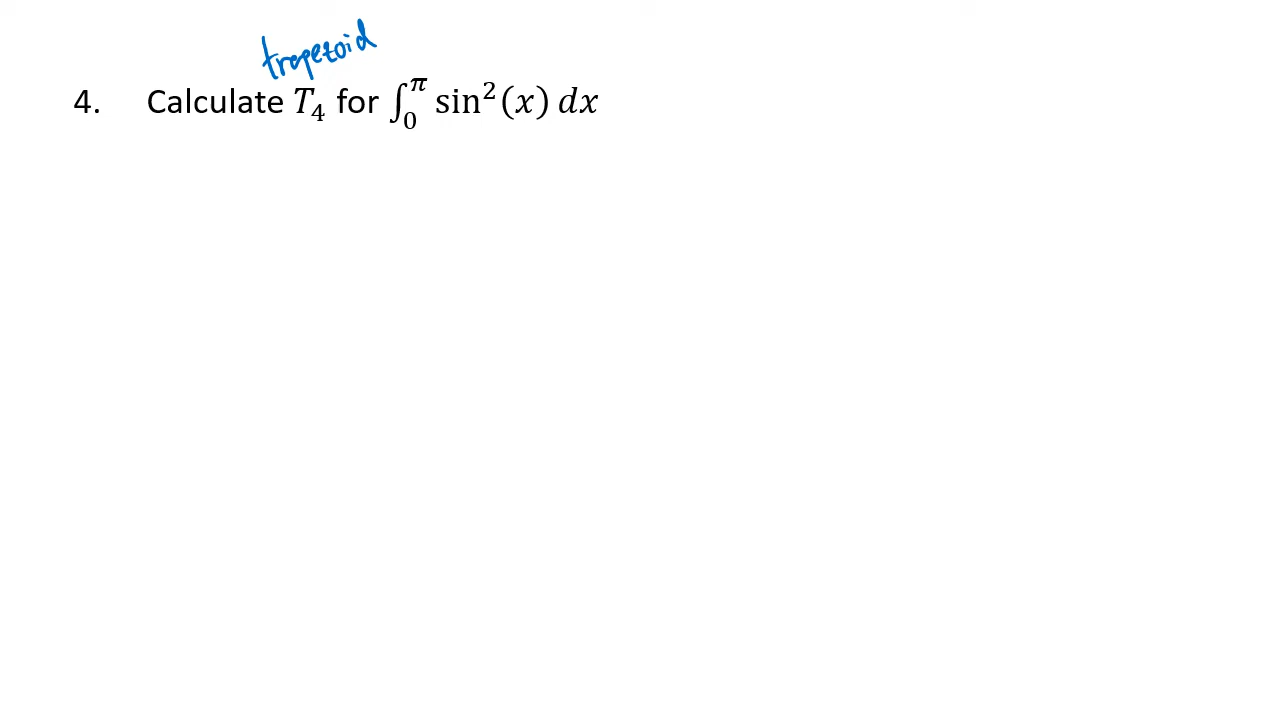 trapezoid
4. Calculate T₄ for ∫₀^π sin²(x) dx